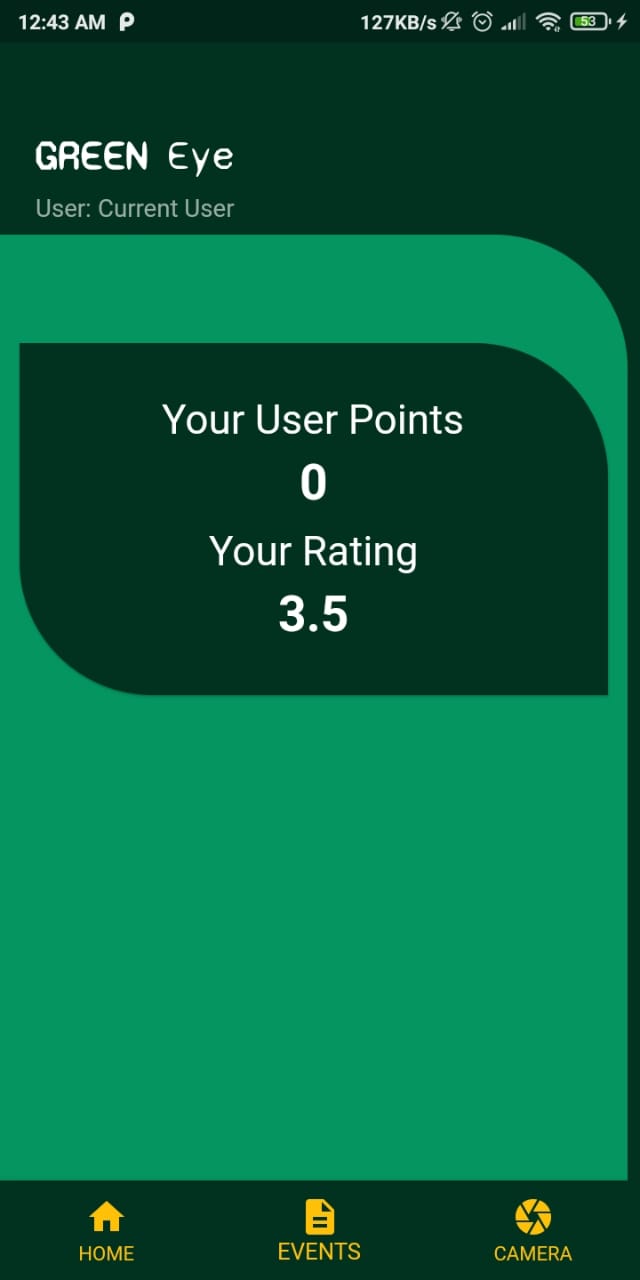 12:43 AM
127KB/s
53
GREEN Eye
User: Current User
Your User Points
0
Your Rating
3.5
HOME
EVENTS
CAMERA